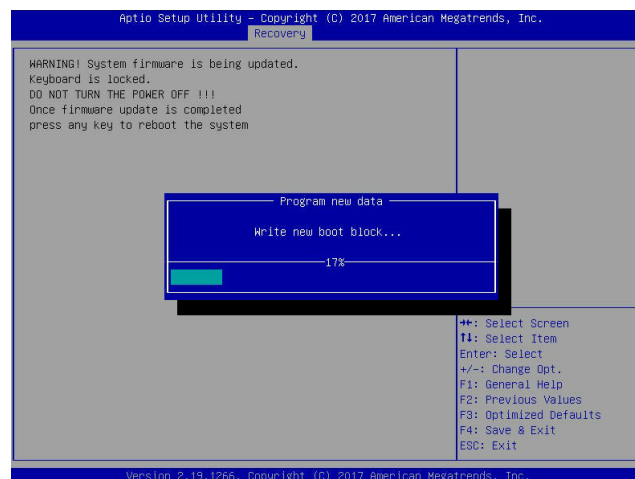 Aptio Setup Utility – Copyright (C) 2017 American Megatrends, Inc.
Recovery
WARNING! System firmware is being updated.
Keyboard is locked.
DO NOT TURN THE POWER OFF !!!
Once firmware update is completed
press any key to reboot the system
Program new data
Write new boot block...
17%
→←: Select Screen
↑↓: Select Item
Enter: Select
+/-: Change Opt.
F1: General Help
F2: Previous Values
F3: Optimized Defaults
F4: Save & Exit
ESC: Exit
Version 2.19.1266. Copyright (C) 2017 American Megatrends, Inc.